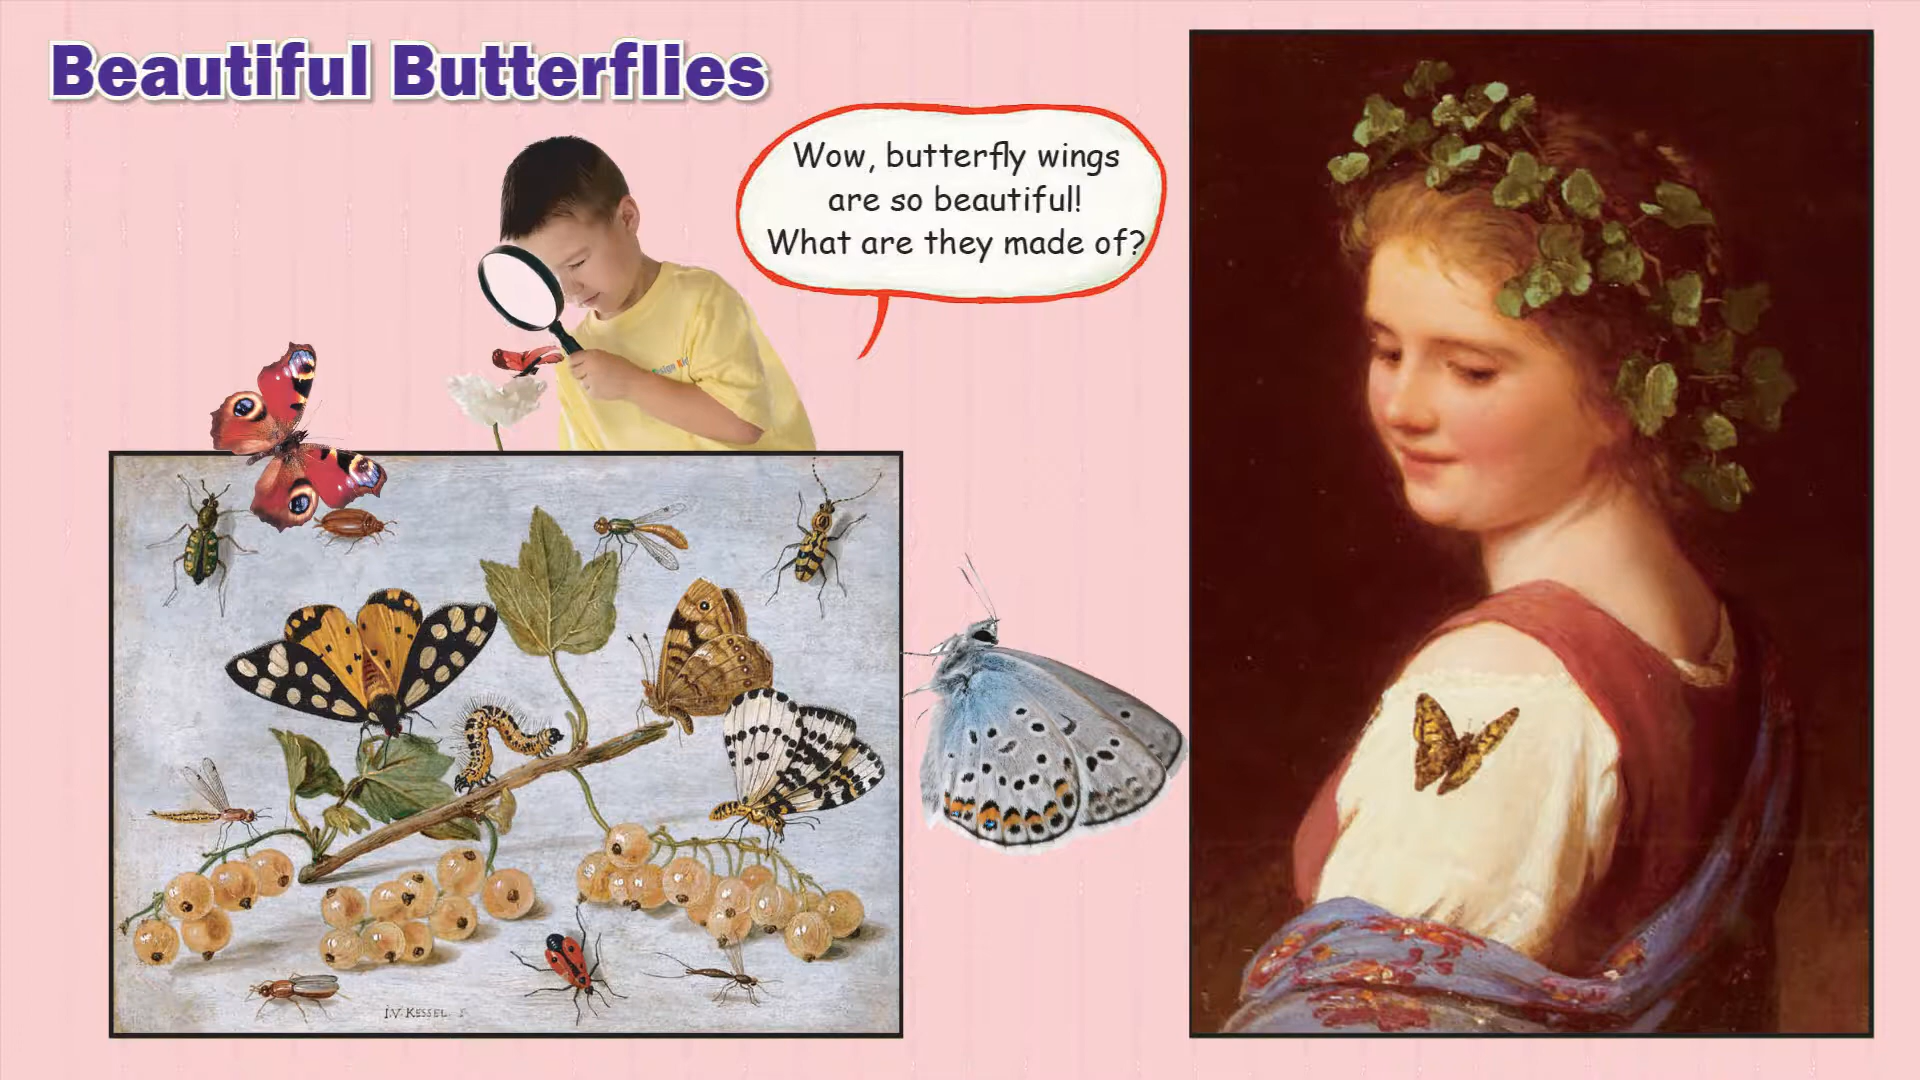 Beautiful Butterflies
Wow, butterfly wings
are so beautiful!
What are they made of?
I.V. KESSEL